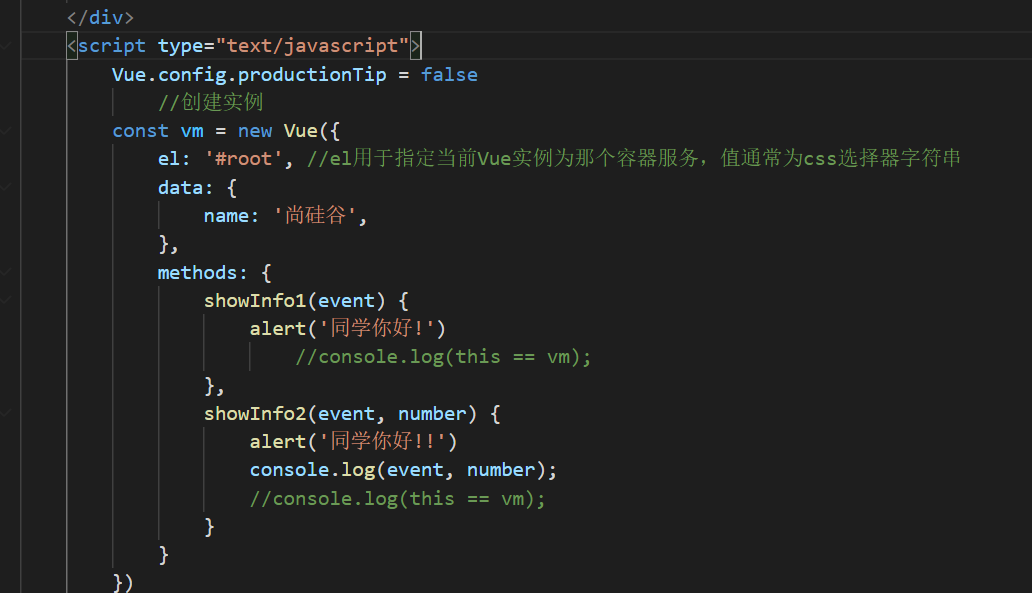 </div>
<script type="text/javascript">
Vue.config.productionTip = false
//创建实例
const vm = new Vue({
el: '#root', //el用于指定当前Vue实例为那个容器服务，值通常为css选择器字符串
data: {
name: '尚硅谷',
},
methods: {
showInfo1(event) {
alert('同学你好!')
//console.log(this == vm);
},
showInfo2(event, number) {
alert('同学你好!!')
console.log(event, number);
//console.log(this == vm);
}
}
})